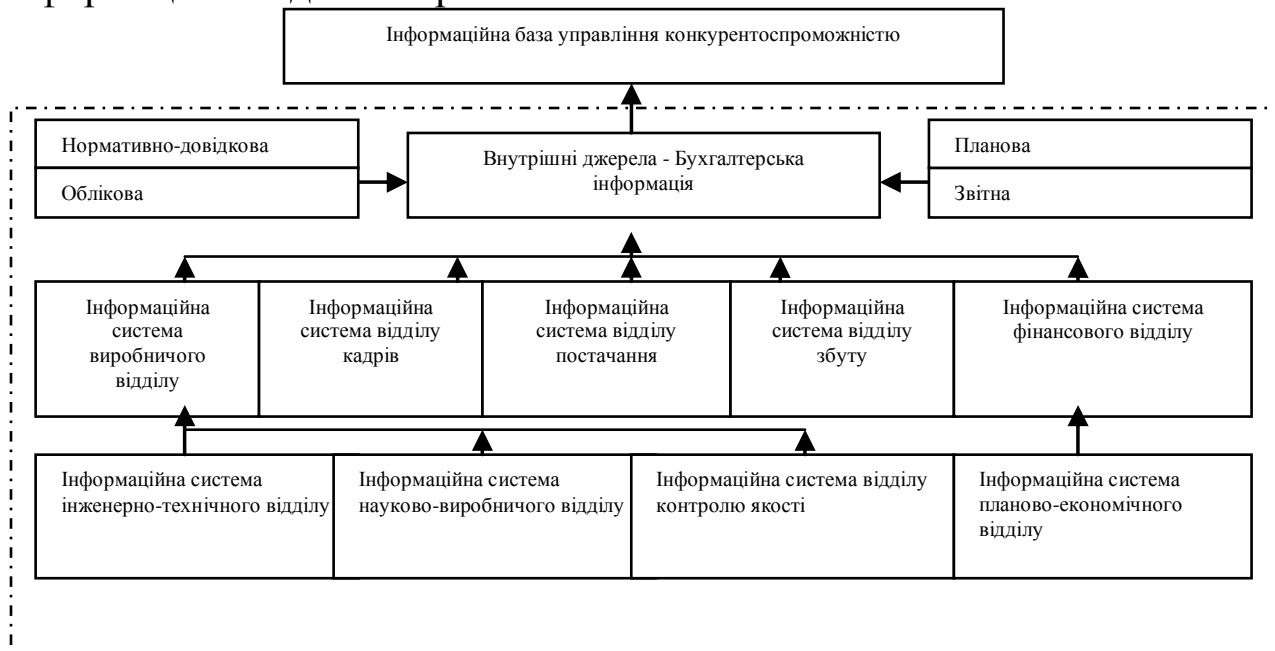 Інформаційна база управління конкурентоспроможністю
Нормативно-довідкова
Облікова
Внутрішні джерела - Бухгалтерська
інформація
Планова
Звітна
Інформаційна
система
виробничого
відділу
Інформаційна
система відділу
кадрів
Інформаційна
система відділу
постачання
Інформаційна
система відділу
збуту
Інформаційна система
фінансового відділу
Інформаційна система
інженерно-технічного відділу
Інформаційна система
науково-виробничого відділу
Інформаційна система відділу
контролю якості
Інформаційна система
планово-економічного
відділу